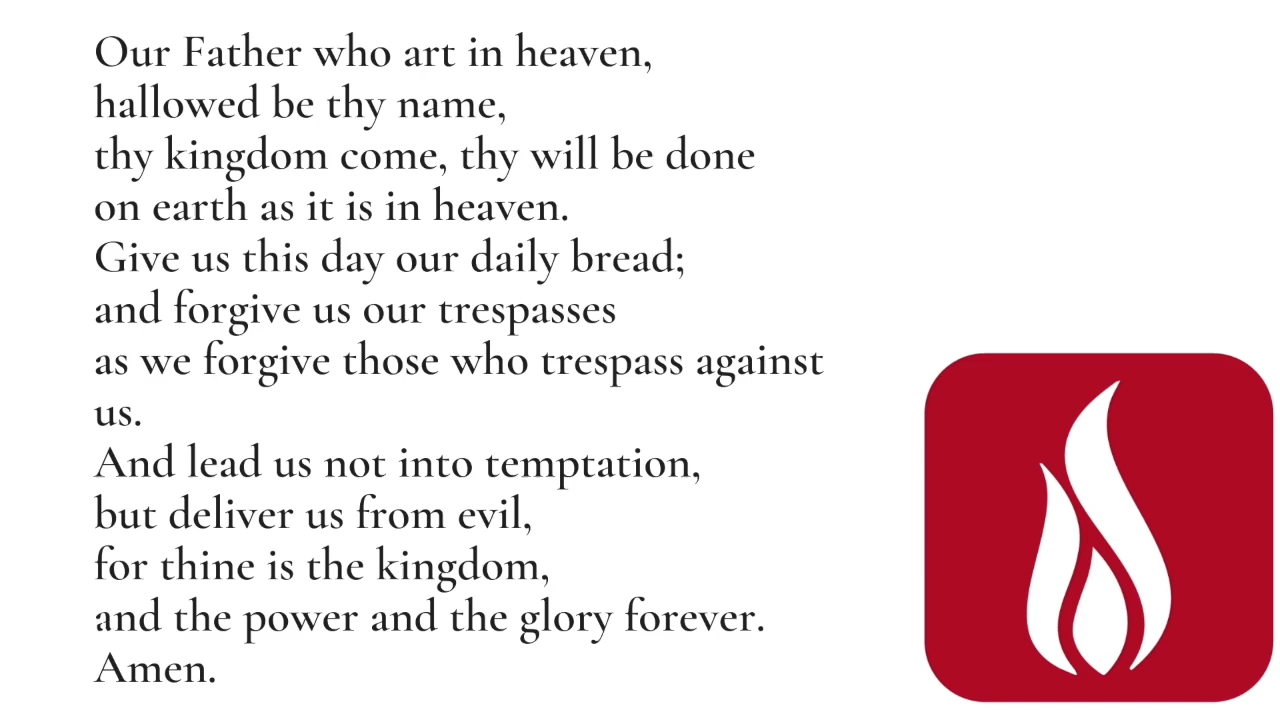 Our Father who art in heaven,
hallowed be thy name,
thy kingdom come, thy will be done
on earth as it is in heaven.
Give us this day our daily bread;
and forgive us our trespasses
as we forgive those who trespass against
us.
And lead us not into temptation,
but deliver us from evil,
for thine is the kingdom,
and the power and the glory forever.
Amen.